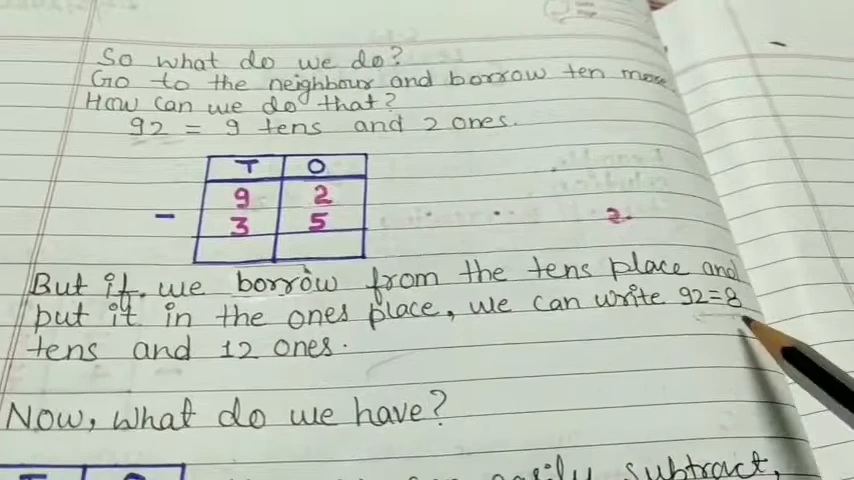 So what do we do?
Go to the neighbour and borrow ten more
How can we do that?
92 = 9 tens and 2 ones.
T O
9 2
- 3 5
2.
But if. we borrow from the tens place and
put it in the ones place, we can write 92=8
tens and 12 ones.
Now, what do we have?
easily subtract,